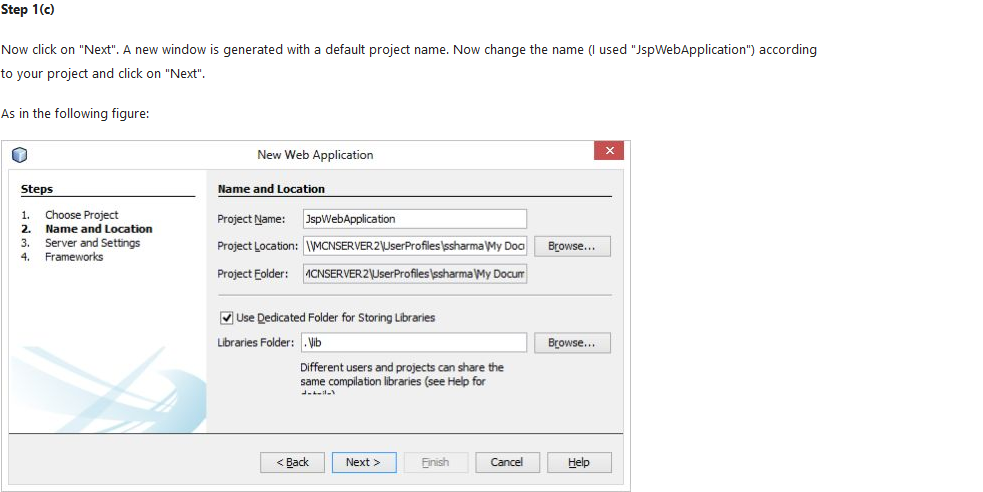 Step 1(c)
Now click on "Next". A new window is generated with a default project name. Now change the name (I used "JspWebApplication") according
to your project and click on "Next".
As in the following figure:
New Web Application
Steps
1. Choose Project
2. Name and Location
3. Server and Settings
4. Frameworks
Name and Location
Project Name: JspWebApplication
Project Location: \\MCNSERVER2\UserProfiles\ssharma\My Doc Browse...
Project Folder: MCNSERVER2\UserProfiles\ssharma\My Docum
Use Dedicated Folder for Storing Libraries
Libraries Folder: .\lib Browse...
Different users and projects can share the
same compilation libraries (see Help for
< Back Next > Finish Cancel Help